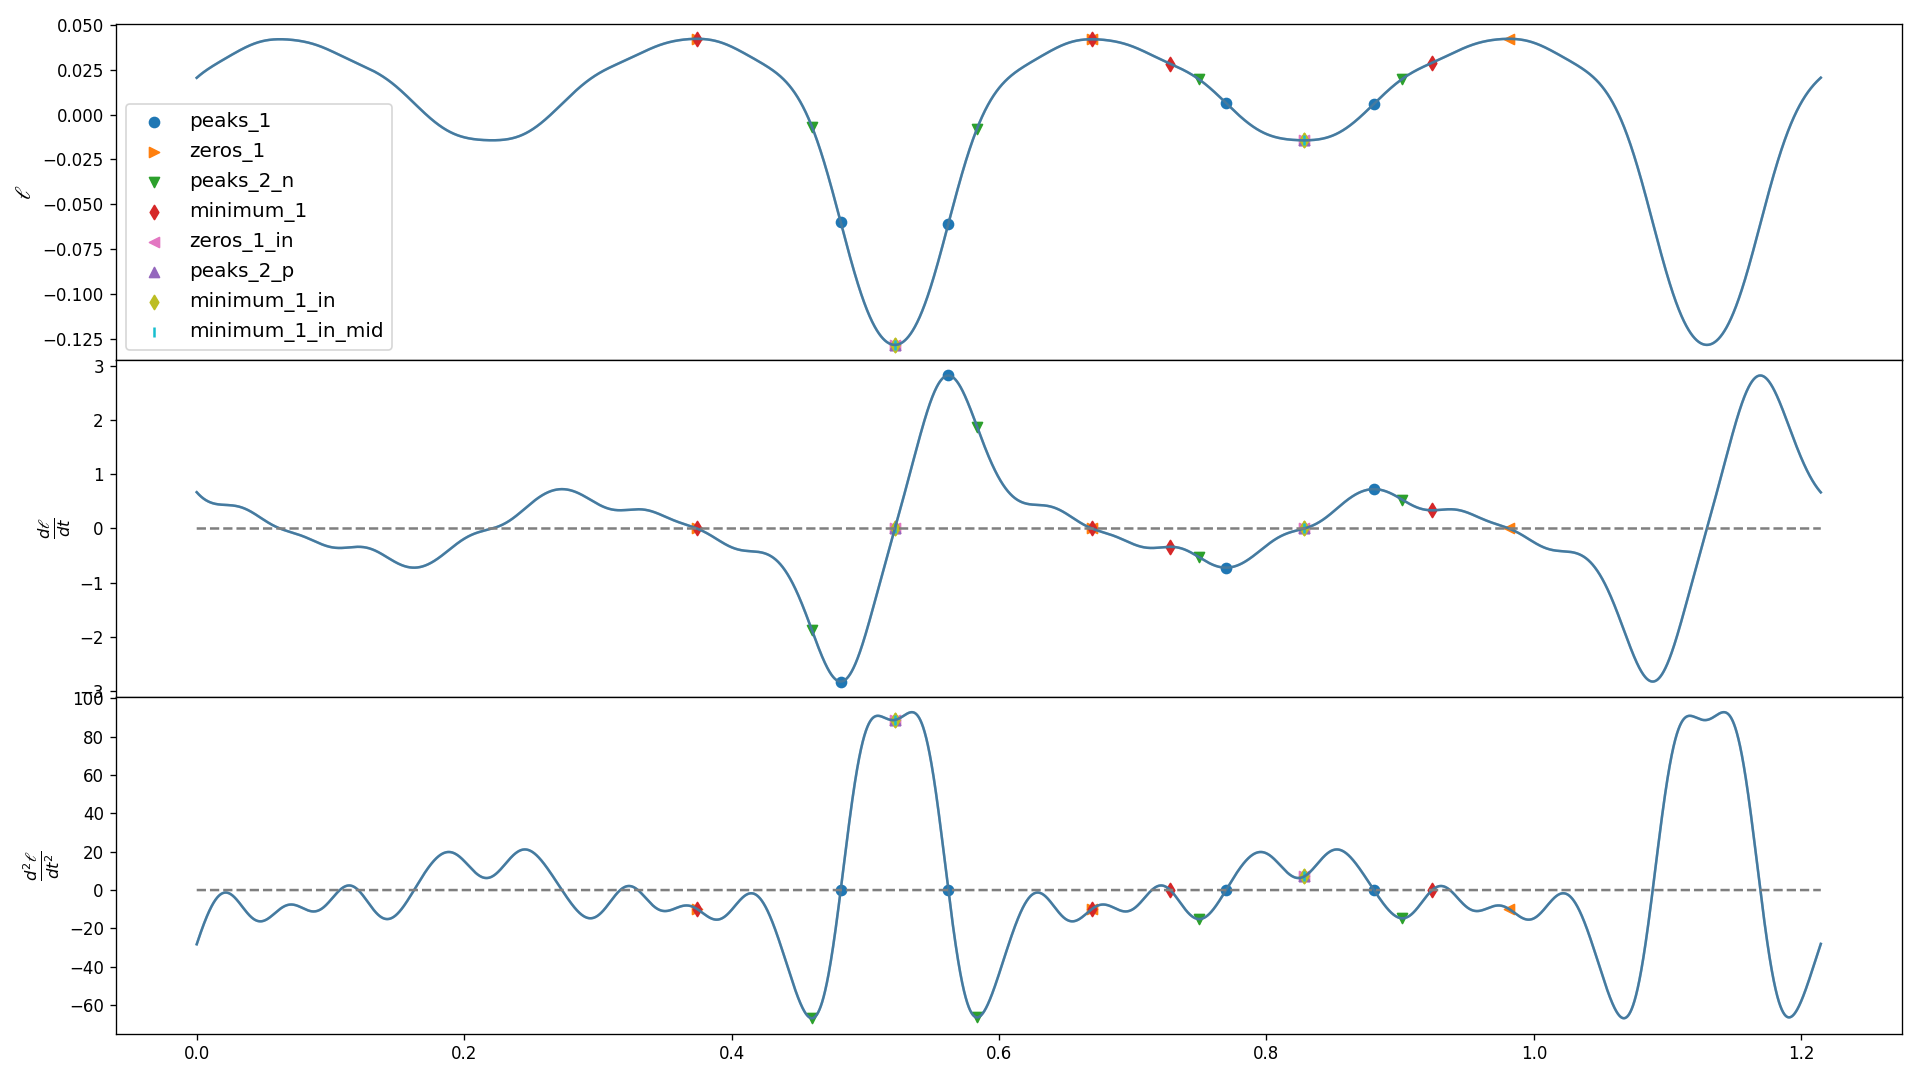 0.050
0.025
0.000
−0.025
−0.050
−0.075
−0.100
−0.125
ℓ
peaks_1
zeros_1
peaks_2_n
minimum_1
zeros_1_in
peaks_2_p
minimum_1_in
minimum_1_in_mid
3
2
1
0
−1
−2
−3
dℓ
dt
100
80
60
40
20
0
−20
−40
−60
d²ℓ
dt²
0.0 0.2 0.4 0.6 0.8 1.0 1.2